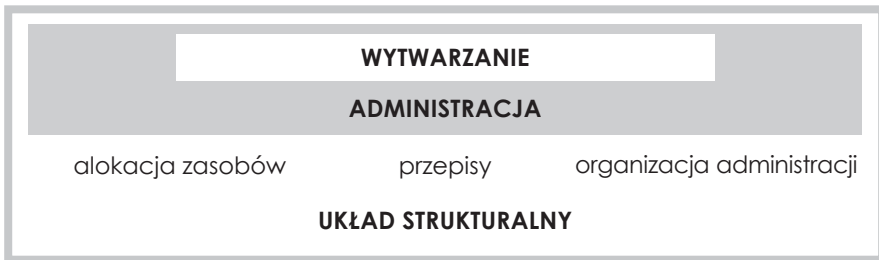 WYTWARZANIE
ADMINISTRACJA
alokacja zasobów przepisy organizacja administracji
UKŁAD STRUKTURALNY